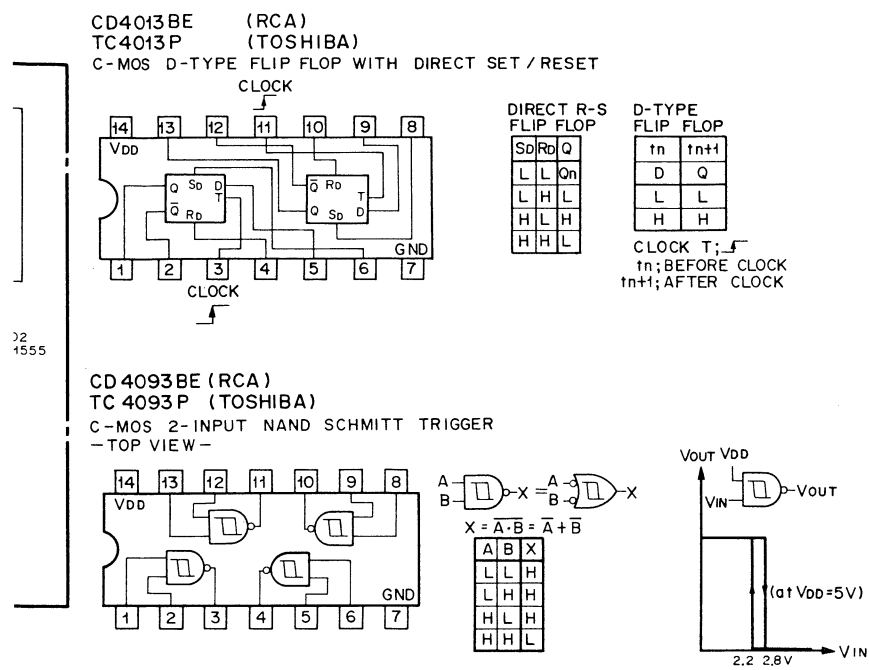 CD4013BE (RCA)
TC4013P (TOSHIBA)
C-MOS D-TYPE FLIP FLOP WITH DIRECT SET/RESET
CLOCK
14 13 12 11 10 9 8
VDD
Q SD D
T
Q̅ RD
Q̅ RD
T
Q SD D
GND
1 2 3 4 5 6 7
CLOCK
DIRECT R-S
FLIP FLOP
SD RD Q
L L Qn
L H L
H L H
H H L
D-TYPE
FLIP FLOP
tn tn+1
D Q
L L
H H
CLOCK T;
tn; BEFORE CLOCK
tn+1; AFTER CLOCK
1555
CD4093BE (RCA)
TC4093P (TOSHIBA)
C-MOS 2-INPUT NAND SCHMITT TRIGGER
-TOP VIEW-
14 13 12 11 10 9 8
VDD
GND
1 2 3 4 5 6 7
A
B
X = A
B
X
X = A̅·̅B̅ = A̅ + B̅
A B X
L L H
L H H
H L H
H H L
VOUT VDD
VIN
VOUT
(at VDD=5V)
VIN
2.2 2.8V